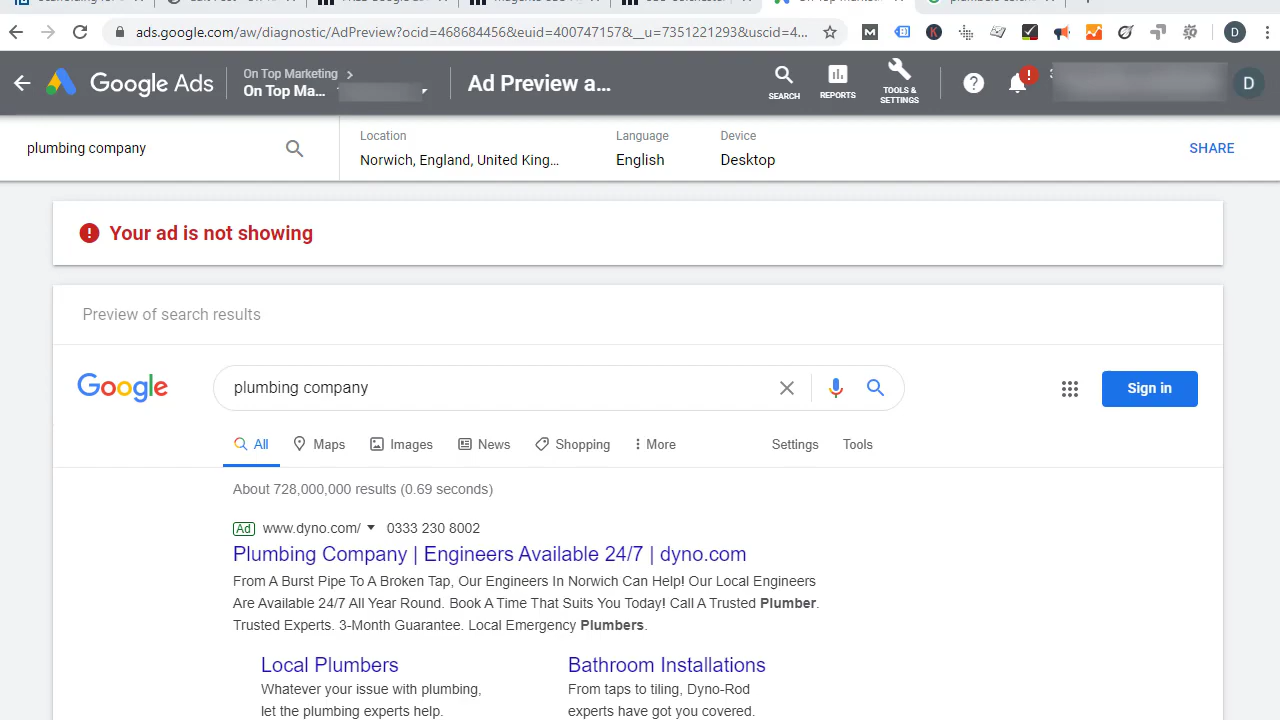 ads.google.com/aw/diagnostic/AdPreview?ocid=466684456&euid=400747157&__u=7351221293&uscid=4...
D
Google Ads
On Top Marketing
On Top Ma...
Ad Preview a...
SEARCH
REPORTS
TOOLS &
SETTINGS
D
plumbing company
Location
Norwich, England, United King...
Language
English
Device
Desktop
SHARE
Your ad is not showing
Preview of search results
Google
plumbing company
Sign in
All
Maps
Images
News
Shopping
More
Settings
Tools
About 728,000,000 results (0.69 seconds)
Ad www.dyno.com/ 0333 230 8002
Plumbing Company | Engineers Available 24/7 | dyno.com
From A Burst Pipe To A Broken Tap, Our Engineers In Norwich Can Help! Our Local Engineers
Are Available 24/7 All Year Round. Book A Time That Suits You Today! Call A Trusted Plumber.
Trusted Experts. 3-Month Guarantee. Local Emergency Plumbers.
Local Plumbers
Whatever your issue with plumbing,
let the plumbing experts help.
Bathroom Installations
From taps to tiling, Dyno-Rod
experts have got you covered.